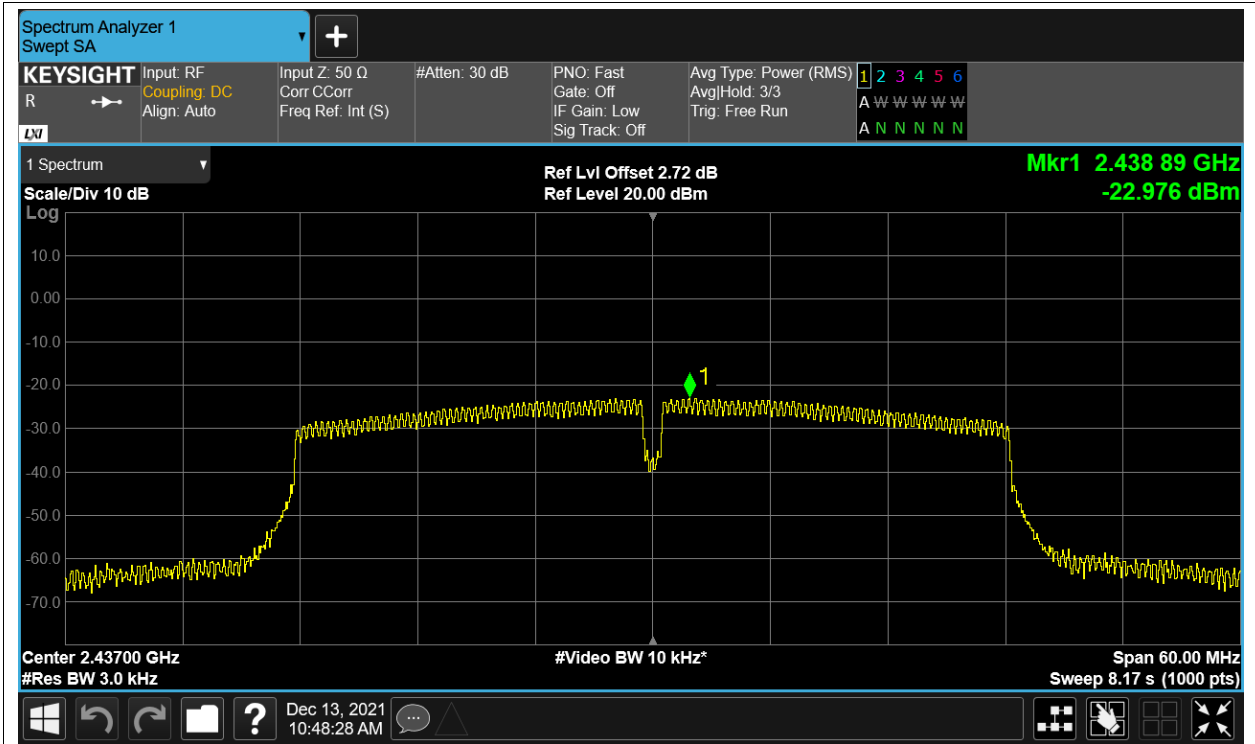 Spectrum Analyzer 1
Swept SA
+
KEYSIGHT
R
LXI
Input: RF
Coupling: DC
Align: Auto
Input Z: 50 Ω
Corr CCorr
Freq Ref: Int (S)
#Atten: 30 dB
PNO: Fast
Gate: Off
IF Gain: Low
Sig Track: Off
Avg Type: Power (RMS)
Avg|Hold: 3/3
Trig: Free Run
1 2 3 4 5 6
A W W W W W
A N N N N N
1 Spectrum
Scale/Div 10 dB
Log
Ref Lvl Offset 2.72 dB
Ref Level 20.00 dBm
Mkr1 2.438 89 GHz
-22.976 dBm
10.0
0.00
-10.0
-20.0
-30.0
-40.0
-50.0
-60.0
-70.0
1
Center 2.43700 GHz
#Res BW 3.0 kHz
#Video BW 10 kHz*
Span 60.00 MHz
Sweep 8.17 s (1000 pts)
?
Dec 13, 2021
10:48:28 AM